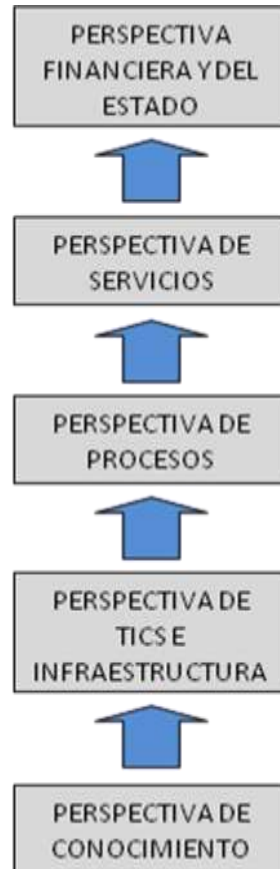 PERSPECTIVA
FINANCIERA Y DEL
ESTADO
PERSPECTIVA DE
SERVICIOS
PERSPECTIVA DE
PROCESOS
PERSPECTIVA DE
TICS E
INFRAESTRUCTURA
PERSPECTIVA DE
CONOCIMIENTO